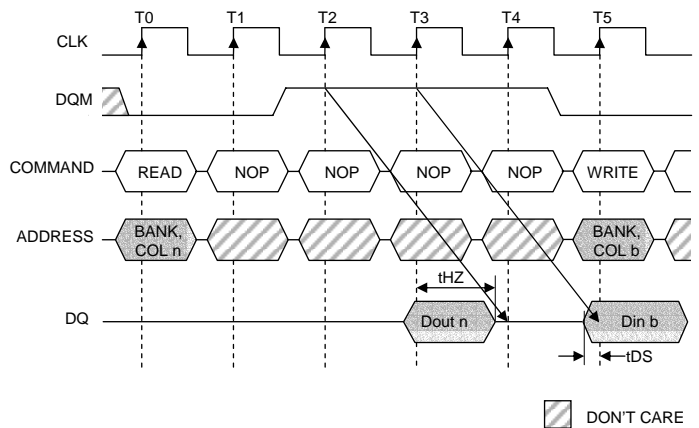 T0 T1 T2 T3 T4 T5
CLK
DQM
COMMAND READ NOP NOP NOP NOP WRITE
ADDRESS BANK, COL n BANK, COL b
tHZ
DQ Dout n Din b
tDS
DON'T CARE